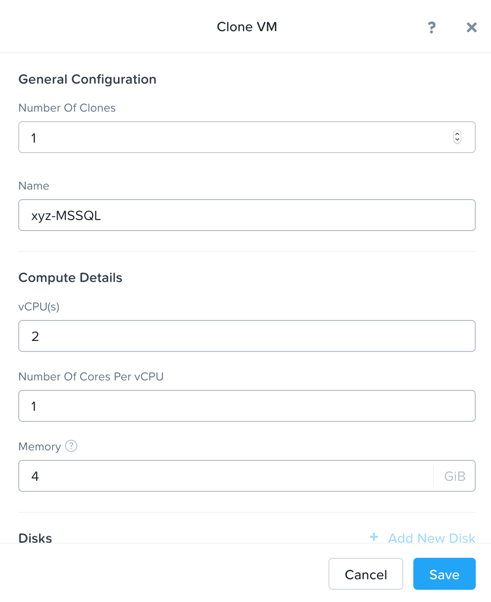 Clone VM ? ×
General Configuration
Number Of Clones
1
Name
xyz-MSSQL
Compute Details
vCPU(s)
2
Number Of Cores Per vCPU
1
Memory ?
4 GiB
Disks + Add New Disk
Cancel Save